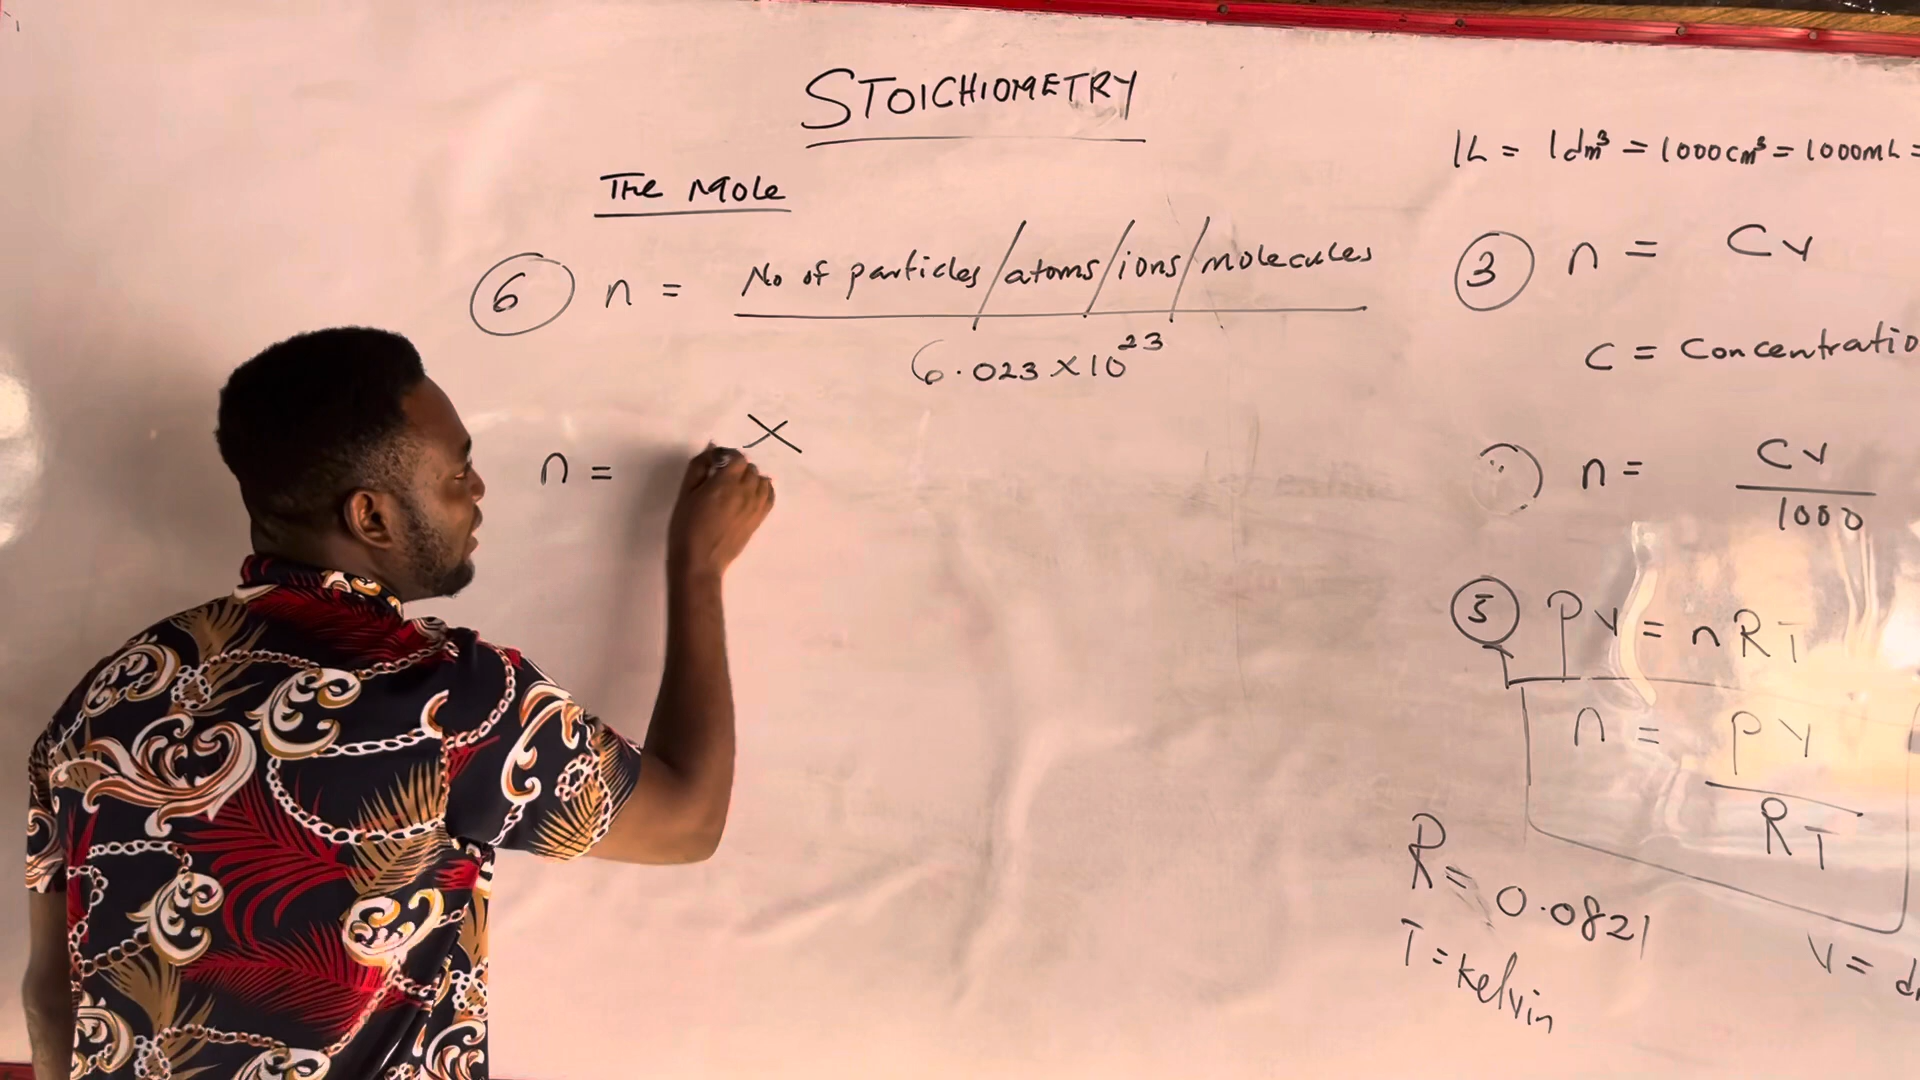 STOICHIOMETRY
The Mole
6 n = No of particles/atoms/ions/molecules
6.023 X 10²³
n = X
1L = 1dm³ = 1000cm³ = 1000mL =
3 n = CV
C = Concentratio
n = CV
1000
5 PV = nRT
n = PV
RT
R = 0.0821
T = Kelvin
V = d